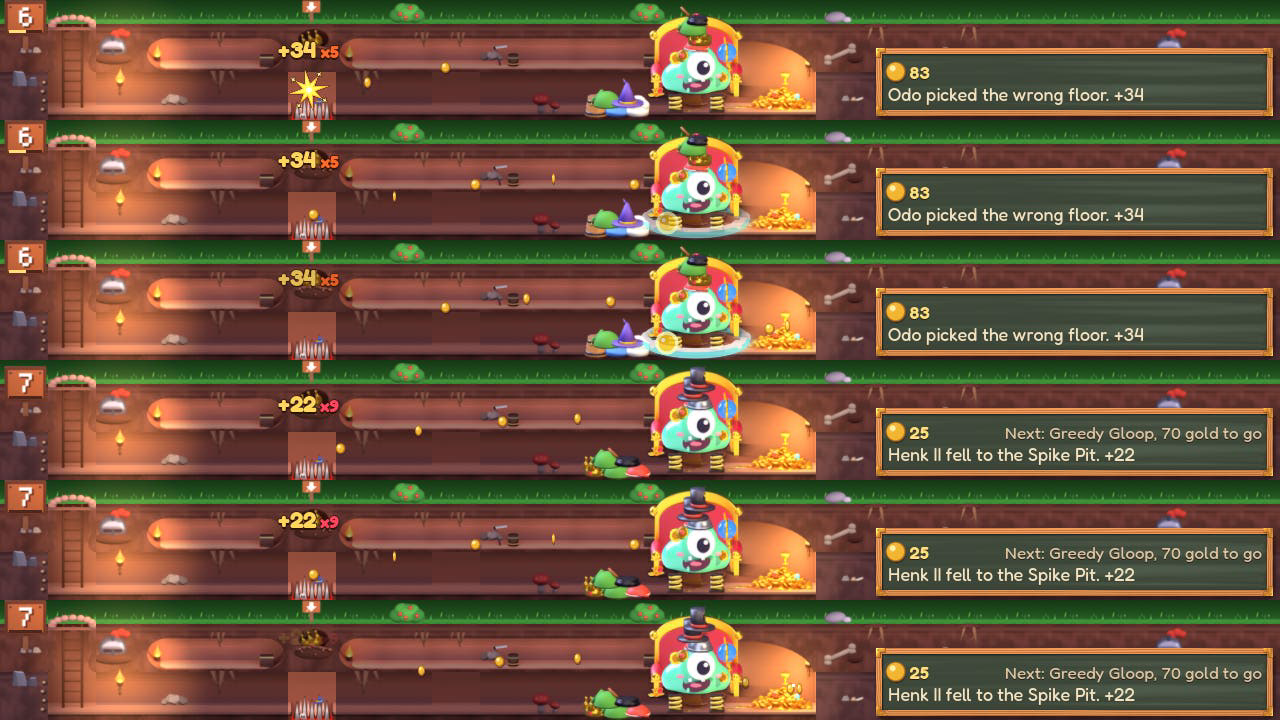 6
+34 x5
83
Odo picked the wrong floor. +34
6
+34 x5
83
Odo picked the wrong floor. +34
6
+34 x5
83
Odo picked the wrong floor. +34
7
+22 x9
25 Next: Greedy Gloop, 70 gold to go
Henk II fell to the Spike Pit. +22
7
+22 x9
25 Next: Greedy Gloop, 70 gold to go
Henk II fell to the Spike Pit. +22
7
25 Next: Greedy Gloop, 70 gold to go
Henk II fell to the Spike Pit. +22